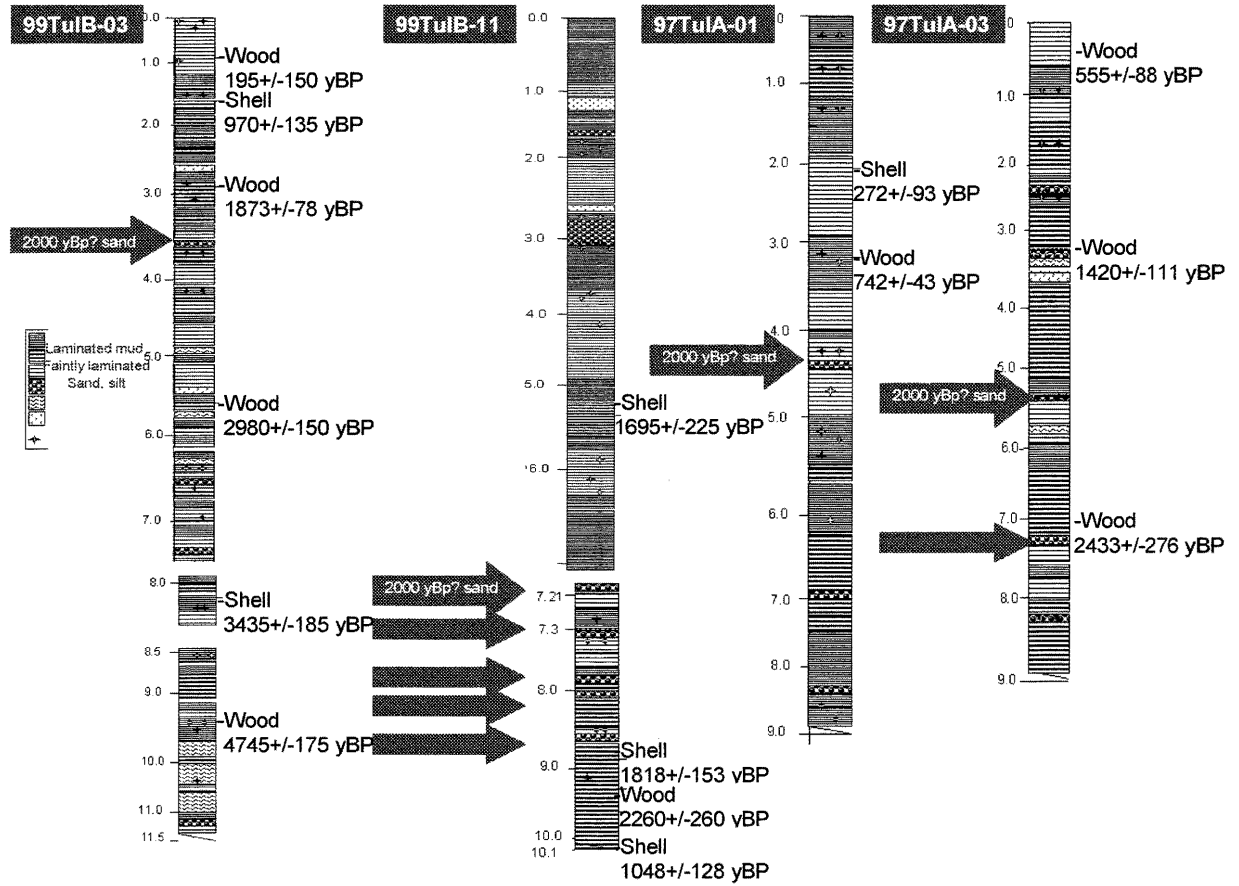 99TulB-03
0.0
1.0
2.0
3.0
4.0
5.0
6.0
7.0
8.0
8.5
9.0
10.0
11.0
11.5
-Wood
195+/-150 yBP
-Shell
970+/-135 yBP
-Wood
1873+/-78 yBP
2000 yBp? sand
-Wood
2980+/-150 yBP
-Shell
3435+/-185 yBP
-Wood
4745+/-175 yBP
Laminated mud
Faintly laminated
Sand, silt
99TulB-11
0.0
1.0
2.0
3.0
4.0
5.0
6.0
7.21
7.3
8.0
9.0
10.0
10.1
-Shell
1695+/-225 yBP
2000 yBp? sand
Shell
1818+/-153 yBP
-Wood
2260+/-260 yBP
Shell
1048+/-128 yBP
97TulA-01
0
1.0
2.0
3.0
4.0
5.0
6.0
7.0
8.0
9.0
-Shell
272+/-93 yBP
-Wood
742+/-43 yBP
2000 yBp? sand
97TulA-03
0
1.0
2.0
3.0
4.0
5.0
6.0
7.0
8.0
9.0
-Wood
555+/-88 yBP
-Wood
1420+/-111 yBP
2000 yBp? sand
-Wood
2433+/-276 yBP